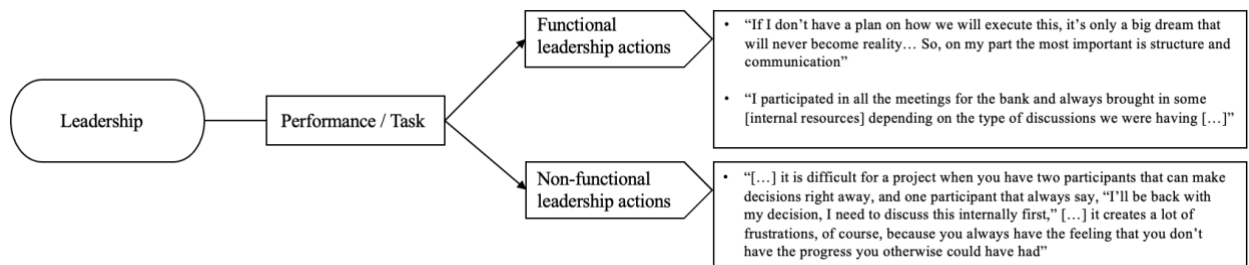 Leadership
Performance / Task
Functional
leadership actions
• “If I don’t have a plan on how we will execute this, it’s only a big dream that
will never become reality… So, on my part the most important is structure and
communication”
• “I participated in all the meetings for the bank and always brought in some
[internal resources] depending on the type of discussions we were having […]”
Non-functional
leadership actions
• “[…] it is difficult for a project when you have two participants that can make
decisions right away, and one participant that always say, “I’ll be back with
my decision, I need to discuss this internally first,” […] it creates a lot of
frustrations, of course, because you always have the feeling that you don’t
have the progress you otherwise could have had”